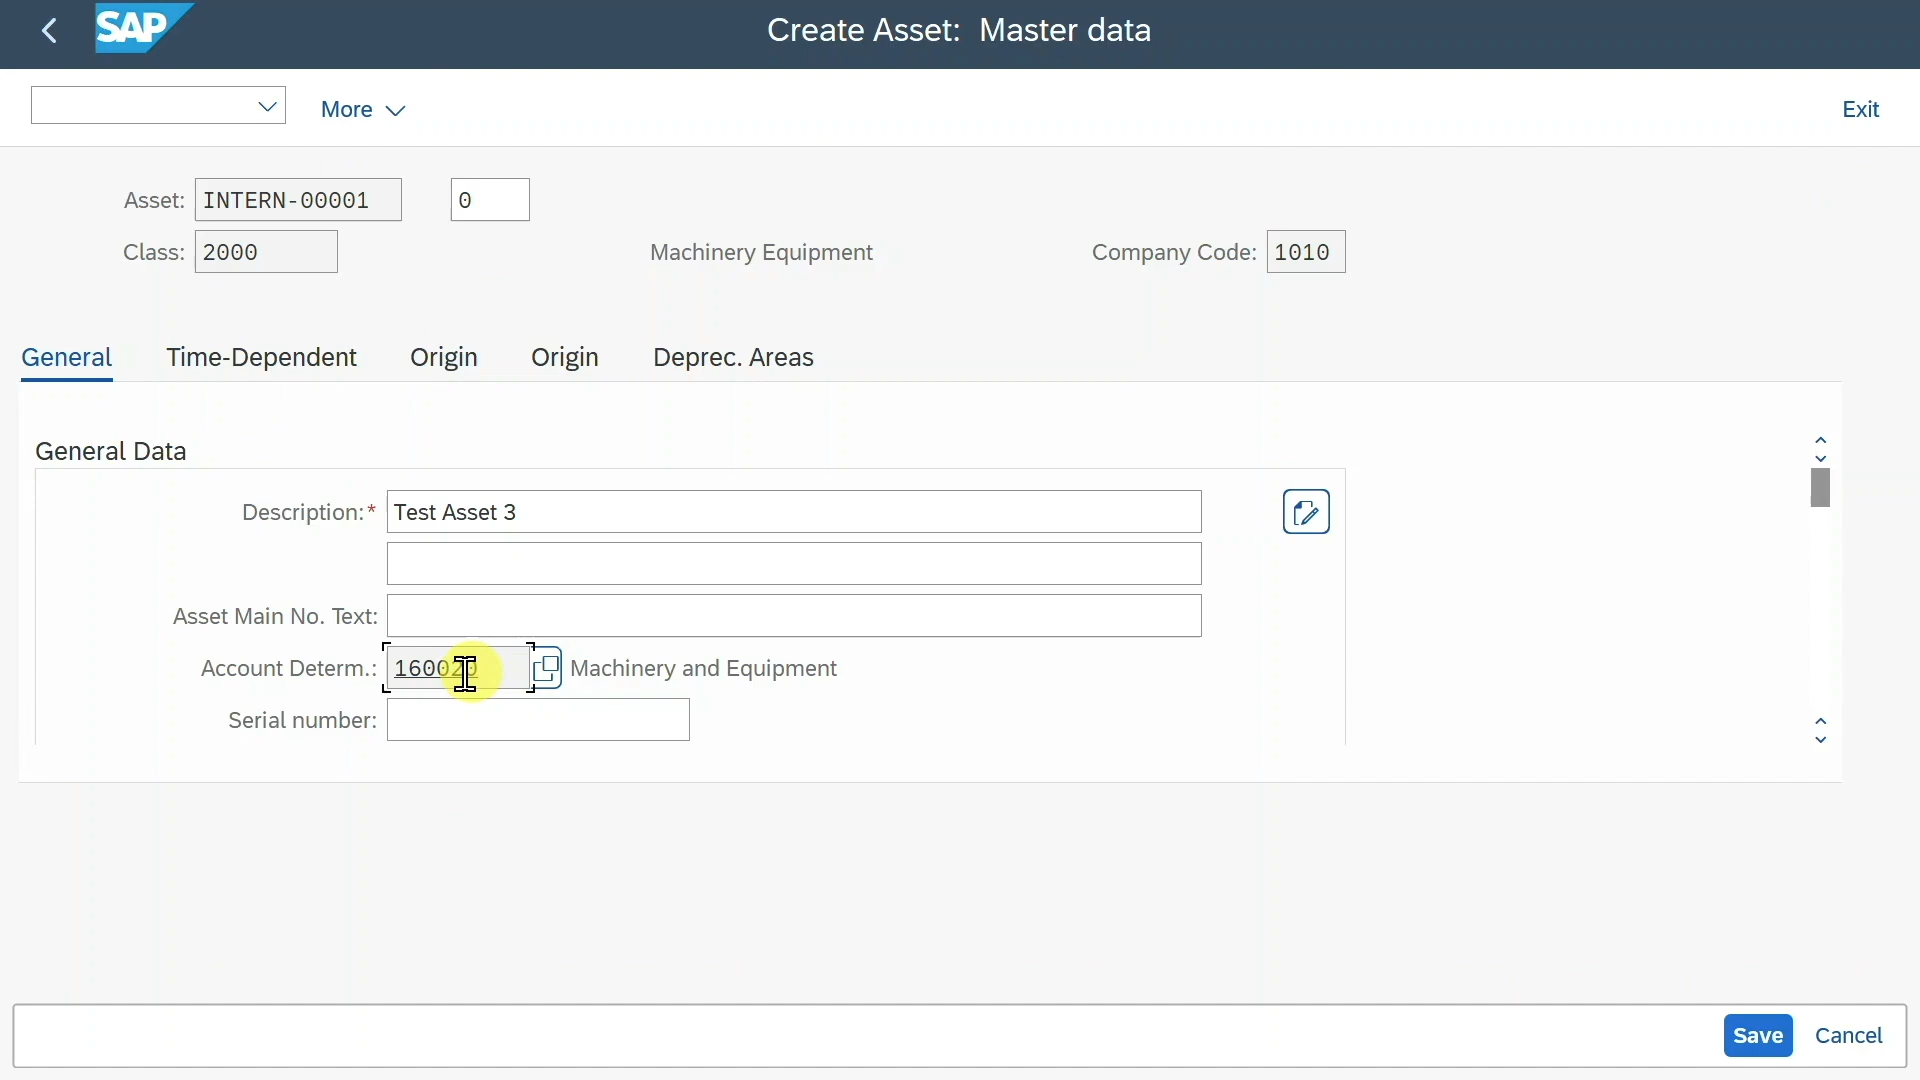 SAP
Create Asset: Master data
More
Exit
Asset: INTERN-00001 0
Class: 2000 Machinery Equipment Company Code: 1010
General Time-Dependent Origin Origin Deprec. Areas
General Data
Description:* Test Asset 3
Asset Main No. Text:
Account Determ.: 160020 Machinery and Equipment
Serial number:
Save Cancel